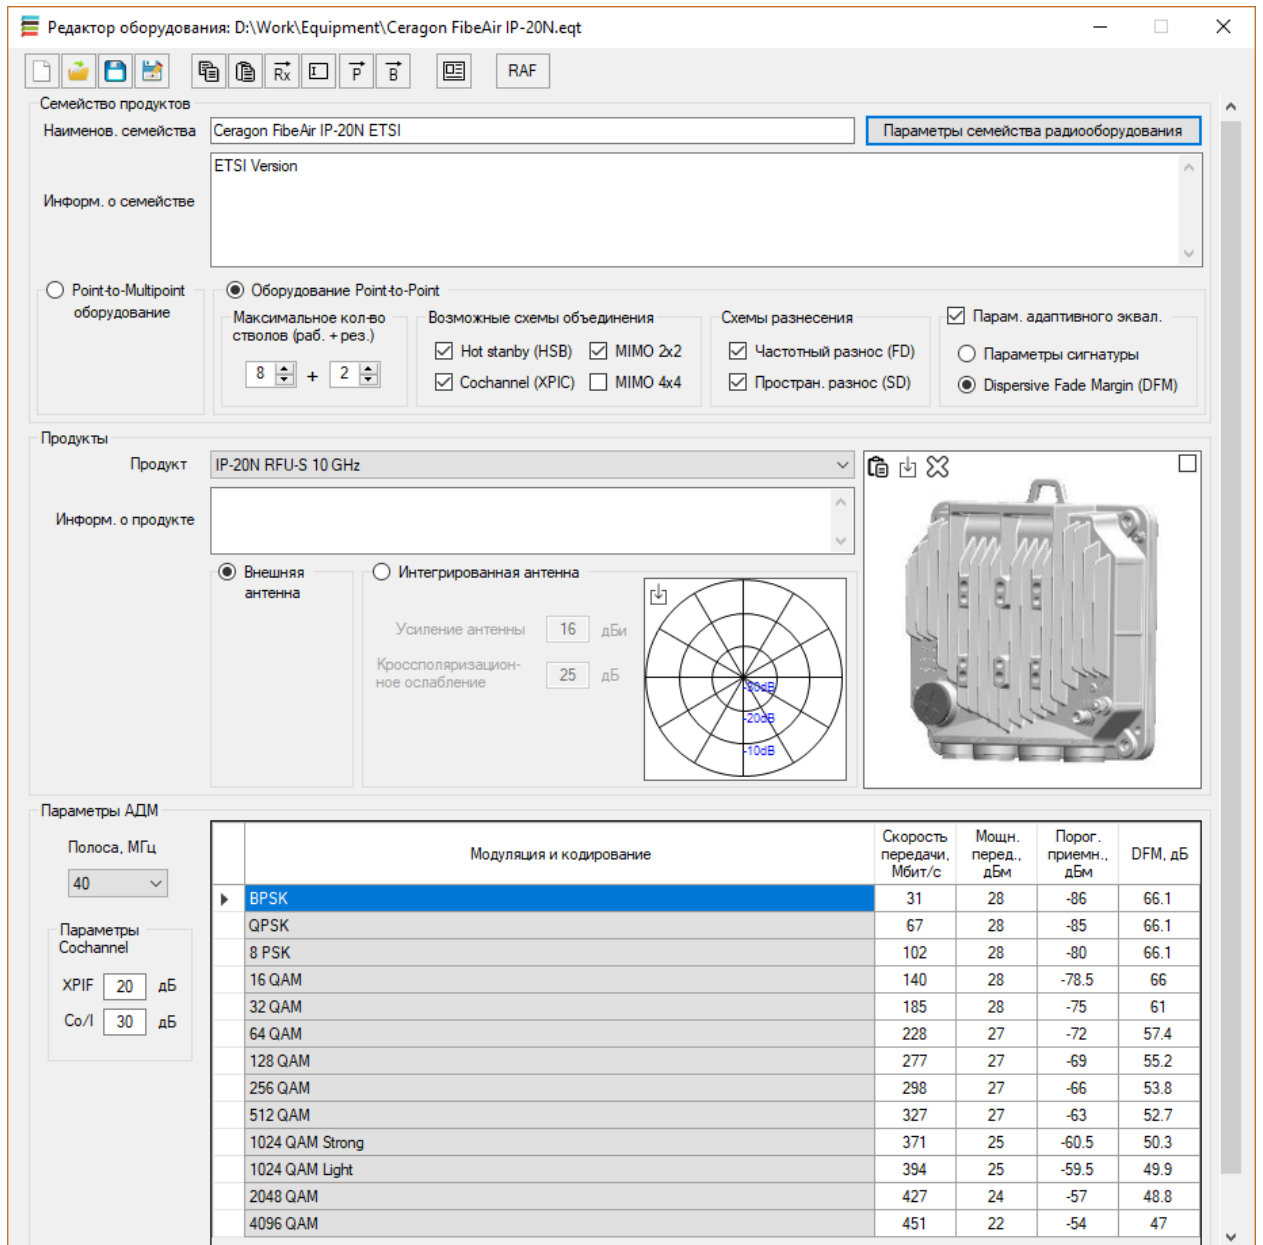 Редактор оборудования: D:\Work\Equipment\Ceragon FibeAir IP-20N.eqt
Rx I P B RAF
Семейство продуктов
Наименов. семейства Ceragon FibeAir IP-20N ETSI Параметры семейства радиооборудования
Информ. о семействе ETSI Version
Point-to-Multipoint
оборудование
Оборудование Point-to-Point
Максимальное кол-во
стволов (раб. + рез.)
8 + 2
Возможные схемы объединения
Hot stanby (HSB) MIMO 2x2
Cochannel (XPIC) MIMO 4x4
Схемы разнесения
Частотный разнос (FD)
Простран. разнос (SD)
Парам. адаптивного эквал.
Параметры сигнатуры
Dispersive Fade Margin (DFM)
Продукты
Продукт IP-20N RFU-S 10 GHz
Информ. о продукте
Внешняя
антенна
Интегрированная антенна
Усиление антенны 16 дБи
Кроссполяризацион-
ное ослабление 25 дБ
-30dB
-20dB
-10dB
Параметры АДМ
Полоса, МГц
40
Параметры
Cochannel
XPIF 20 дБ
Co/I 30 дБ
Модуляция и кодирование Скорость передачи, Мбит/с Мощн. перед., дБм Порог. приемн., дБм DFM, дБ
BPSK 31 28 -86 66.1
QPSK 67 28 -85 66.1
8 PSK 102 28 -80 66.1
16 QAM 140 28 -78.5 66
32 QAM 185 28 -75 61
64 QAM 228 27 -72 57.4
128 QAM 277 27 -69 55.2
256 QAM 298 27 -66 53.8
512 QAM 327 27 -63 52.7
1024 QAM Strong 371 25 -60.5 50.3
1024 QAM Light 394 25 -59.5 49.9
2048 QAM 427 24 -57 48.8
4096 QAM 451 22 -54 47